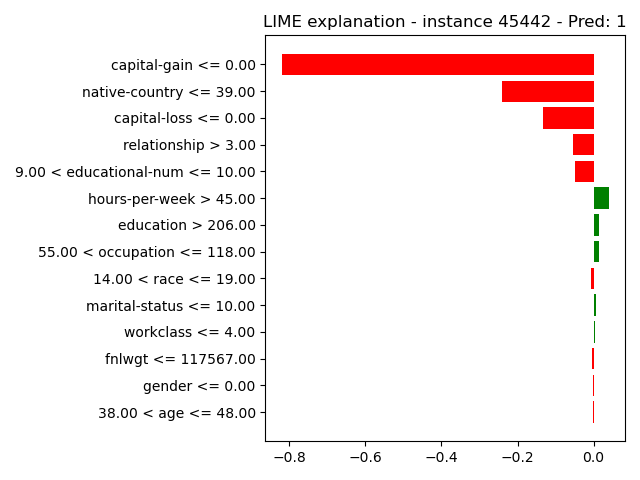 LIME explanation - instance 45442 - Pred: 1
capital-gain <= 0.00
native-country <= 39.00
capital-loss <= 0.00
relationship > 3.00
9.00 < educational-num <= 10.00
hours-per-week > 45.00
education > 206.00
55.00 < occupation <= 118.00
14.00 < race <= 19.00
marital-status <= 10.00
workclass <= 4.00
fnlwgt <= 117567.00
gender <= 0.00
38.00 < age <= 48.00
−0.8 −0.6 −0.4 −0.2 0.0